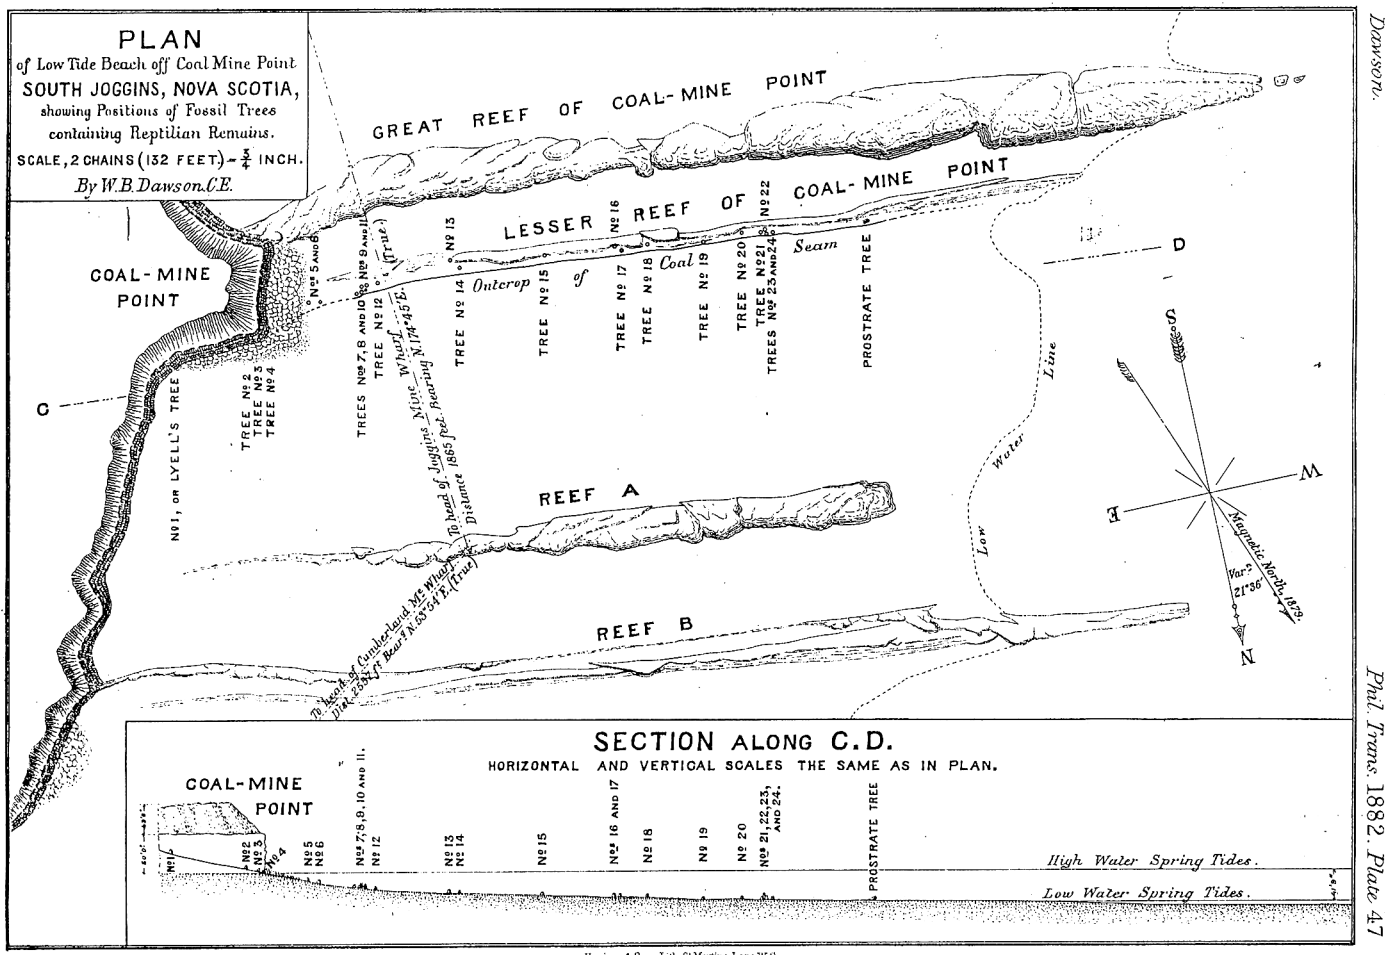 PLAN
of Low Tide Beach off Coal Mine Point
SOUTH JOGGINS, NOVA SCOTIA,
showing Positions of Fossil Trees
containing Reptilian Remains.
SCALE, 2 CHAINS (132 FEET) = 3/4 INCH.
By W.B. Dawson. C.E.
Dawson.
GREAT REEF OF COAL-MINE POINT
LESSER REEF OF COAL-MINE POINT
COAL-MINE
POINT
Nos 5 AND 6
Nos 9 AND 11
No 13
No 16
No 22
Outcrop of Coal Seam
TREES Nos 7, 8 AND 10
TREE No 12
TREE No 14
TREE No 15
TREE No 17
TREE No 18
TREE No 19
TREE No 20
TREE No 21
TREES Nos 23 AND 24
PROSTRATE TREE
C
D
No 1, OR LYELL'S TREE
TREE No 2
TREE No 3
TREE No 4
To head of Joggins Mine Wharf
Distance 1865 feet. Bearing N.174°45'E. (True.)
REEF A
To head of Cumberland Me Wharf
(True)
REEF B
Low Water Line
S
W
E
N
Magnetic North, 1879.
Varn
21°36'
SECTION ALONG C.D.
HORIZONTAL AND VERTICAL SCALES THE SAME AS IN PLAN.
COAL-MINE
POINT
No 1
No 2
No 3
No 4
No 5
No 6
Nos 7,8,9,10 AND 11.
No 12
No 13
No 14
No 15
Nos 16 AND 17
No 18
No 19
No 20
Nos 21,22,23,
AND 24.
PROSTRATE TREE
High Water Spring Tides.
Low Water Spring Tides.
Phil. Trans. 1882. Plate 47